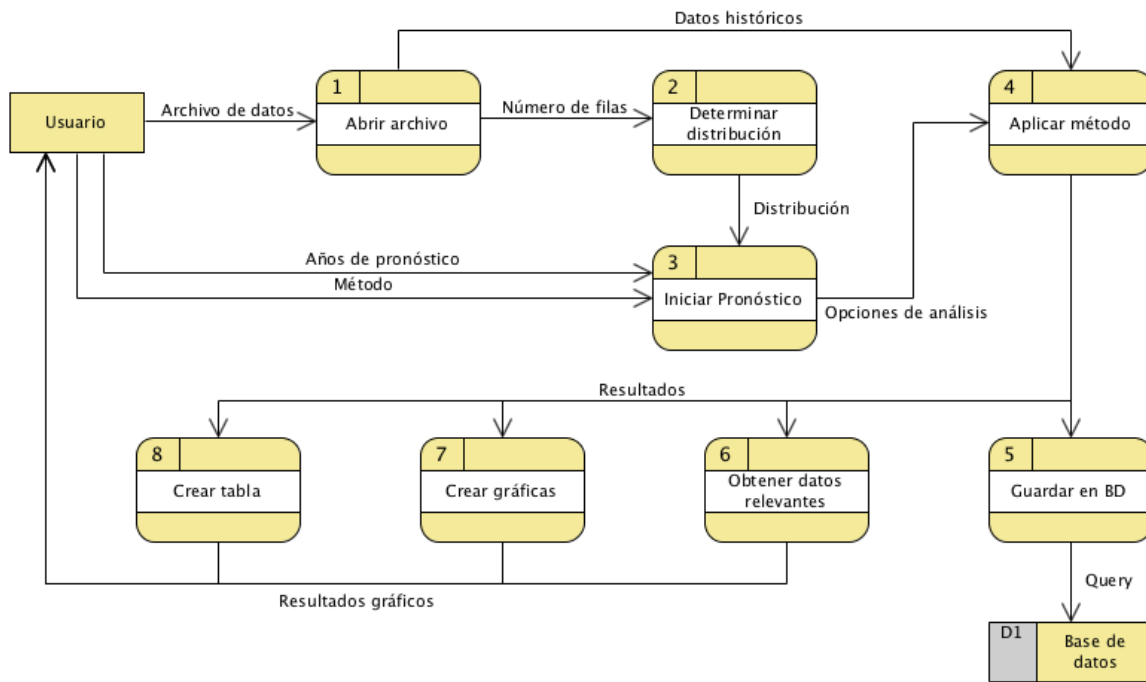 Datos históricos
1
2
4
Usuario
Archivo de datos
Abrir archivo
Número de filas
Determinar
distribución
Aplicar método
Distribución
Años de pronóstico
Método
3
Iniciar Pronóstico
Opciones de análisis
Resultados
8
7
6
5
Crear tabla
Crear gráficas
Obtener datos
relevantes
Guardar en BD
Resultados gráficos
Query
D1
Base de
datos